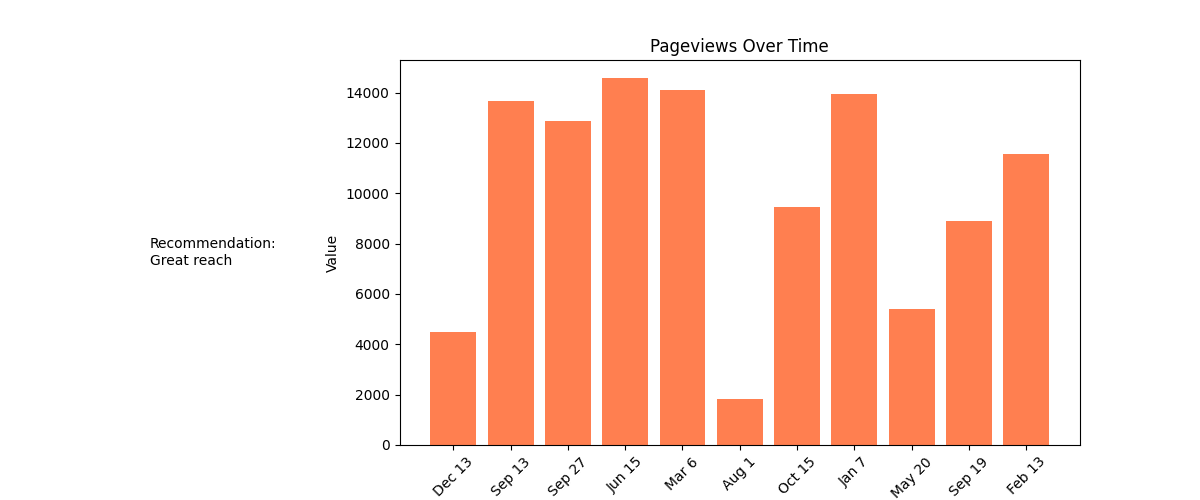 Pageviews Over Time
Recommendation:
Great reach
Value
14000
12000
10000
8000
6000
4000
2000
0
Dec 13
Sep 13
Sep 27
Jun 15
Mar 6
Aug 1
Oct 15
Jan 7
May 20
Sep 19
Feb 13